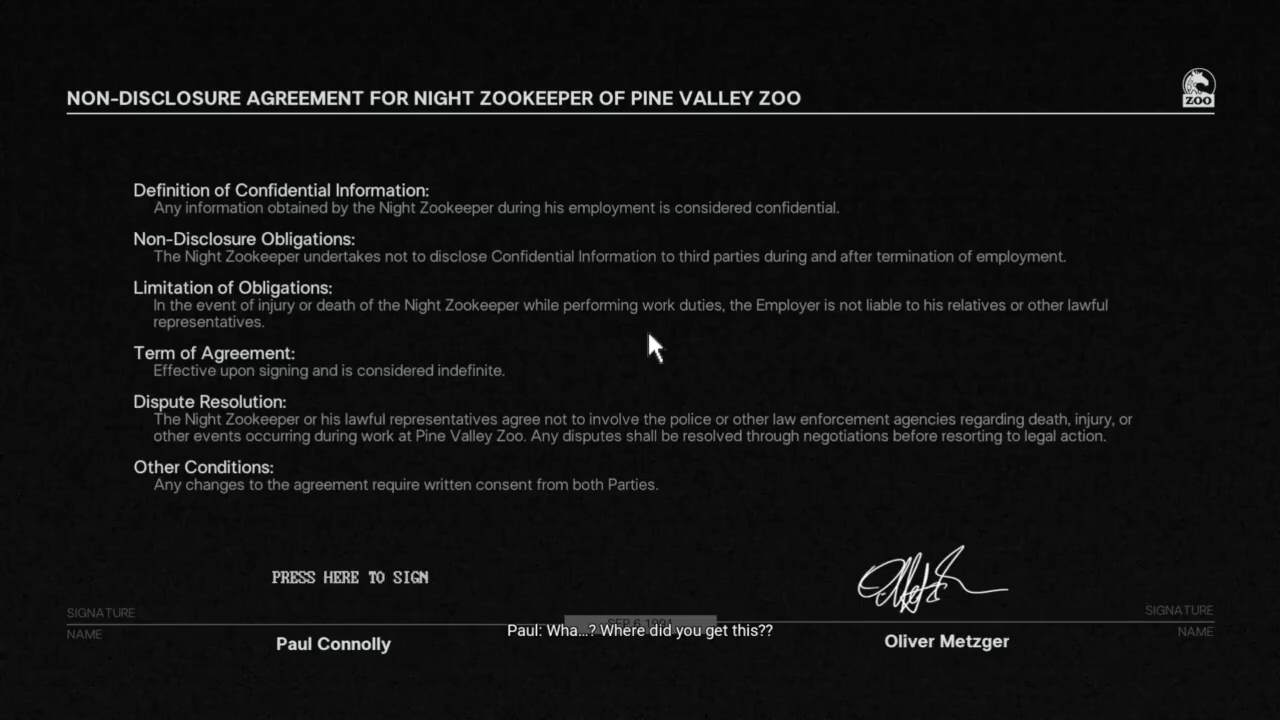 NON-DISCLOSURE AGREEMENT FOR NIGHT ZOOKEEPER OF PINE VALLEY ZOO
ZOO
Definition of Confidential Information:
Any information obtained by the Night Zookeeper during his employment is considered confidential.
Non-Disclosure Obligations:
The Night Zookeeper undertakes not to disclose Confidential Information to third parties during and after termination of employment.
Limitation of Obligations:
In the event of injury or death of the Night Zookeeper while performing work duties, the Employer is not liable to his relatives or other lawful
representatives.
Term of Agreement:
Effective upon signing and is considered indefinite.
Dispute Resolution:
The Night Zookeeper or his lawful representatives agree not to involve the police or other law enforcement agencies regarding death, injury, or
other events occurring during work at Pine Valley Zoo. Any disputes shall be resolved through negotiations before resorting to legal action.
Other Conditions:
Any changes to the agreement require written consent from both Parties.
PRESS HERE TO SIGN
SIGNATURE
SIGNATURE
NAME
NAME
Paul Connolly
Paul: Wha...? Where did you get this??
Oliver Metzger